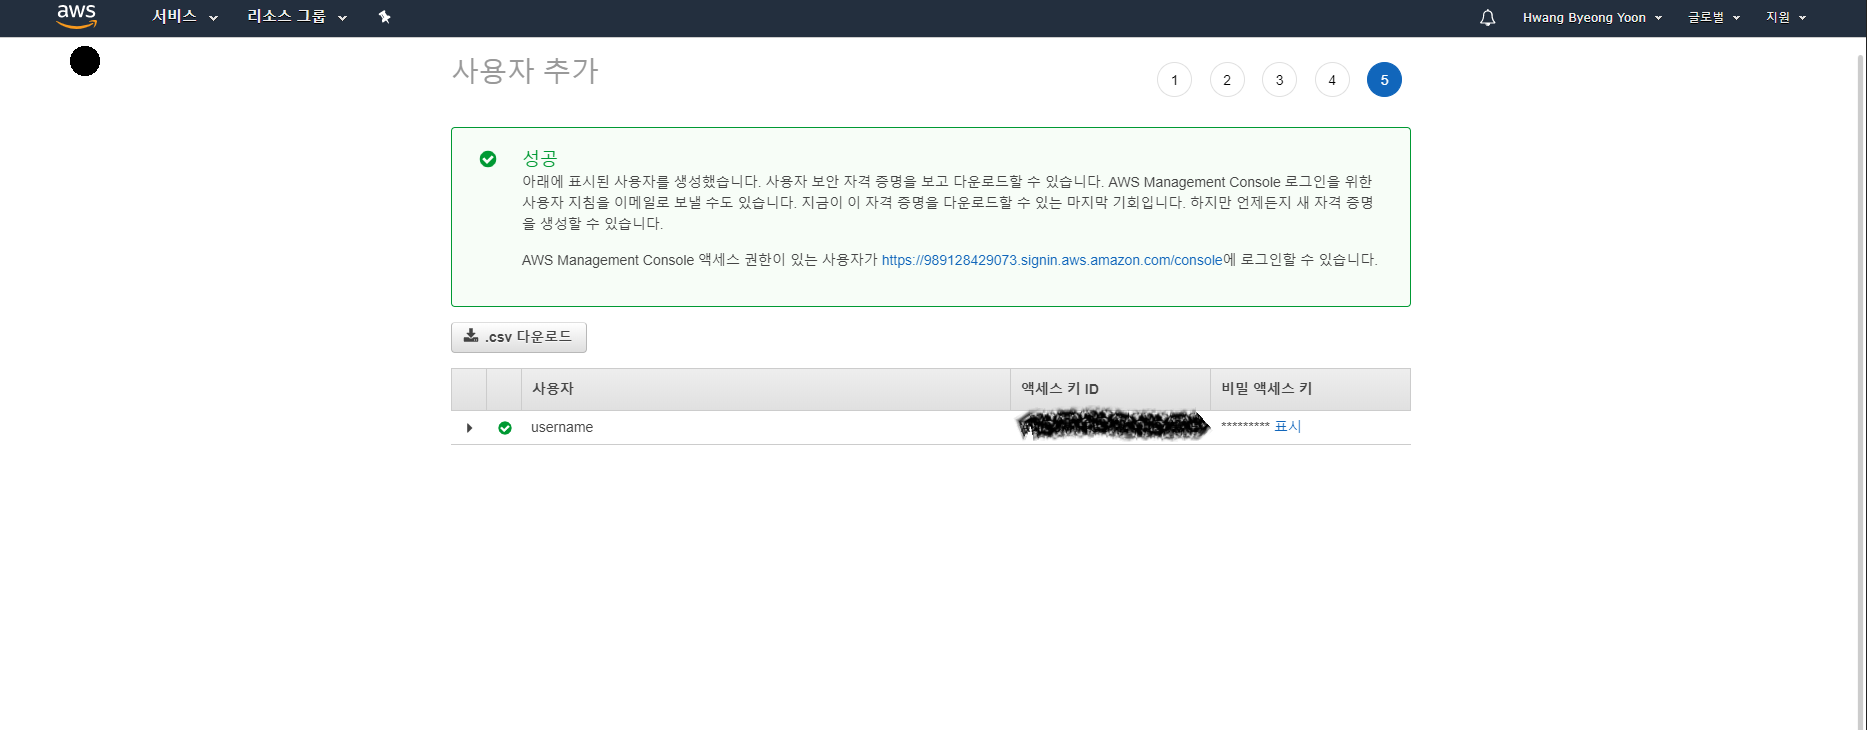 aws 서비스 리소스 그룹 Hwang Byeong Yoon 글로벌 지원
사용자 추가 1 2 3 4 5
성공
아래에 표시된 사용자를 생성했습니다. 사용자 보안 자격 증명을 보고 다운로드할 수 있습니다. AWS Management Console 로그인을 위한
사용자 지침을 이메일로 보낼 수도 있습니다. 지금이 이 자격 증명을 다운로드할 수 있는 마지막 기회입니다. 하지만 언제든지 새 자격 증명
을 생성할 수 있습니다.
AWS Management Console 액세스 권한이 있는 사용자가 https://989128429073.signin.aws.amazon.com/console에 로그인할 수 있습니다.
.csv 다운로드
사용자 액세스 키 ID 비밀 액세스 키
username ********* 표시